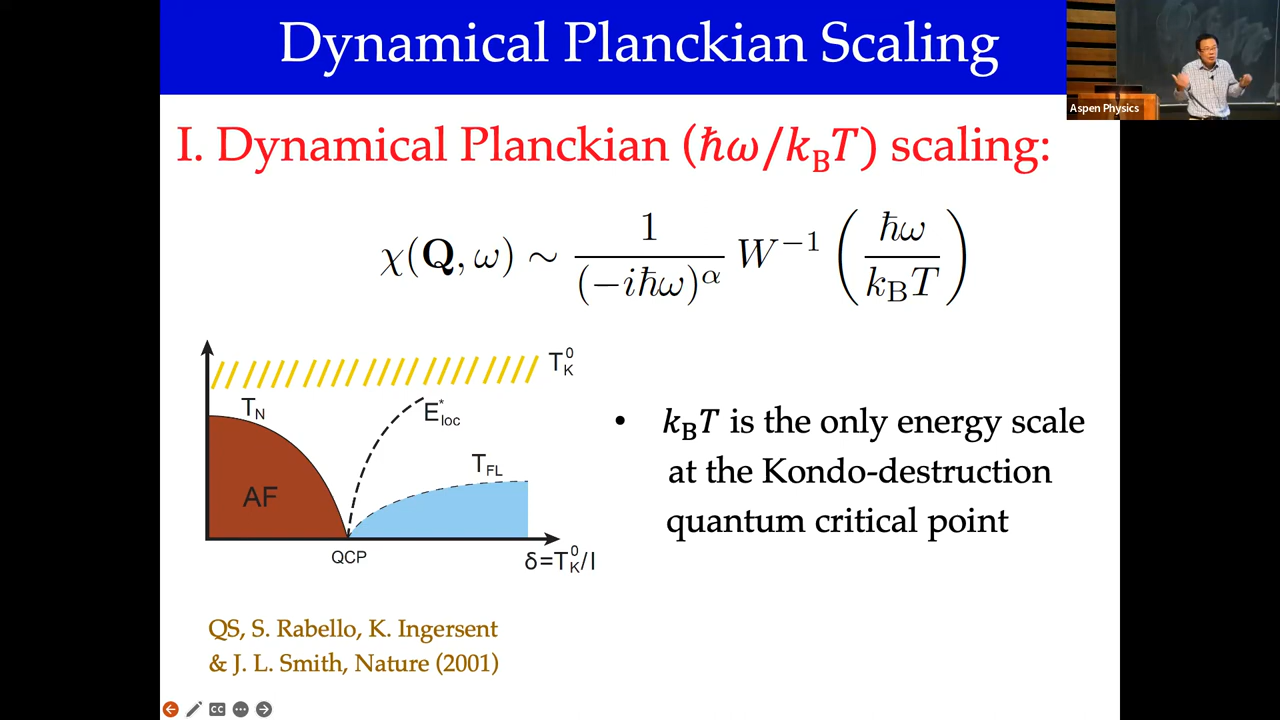 Dynamical Planckian Scaling
Aspen Physics
I. Dynamical Planckian (ℏω/k_BT) scaling:
χ(Q, ω) ∼ 1/(−iℏω)^α W^−1 (ℏω/k_BT)
T_K^0
T_N
E*_loc
T_FL
AF
QCP
δ=T_K^0/I
• k_BT is the only energy scale
at the Kondo-destruction
quantum critical point
QS, S. Rabello, K. Ingersent
& J. L. Smith, Nature (2001)
CC